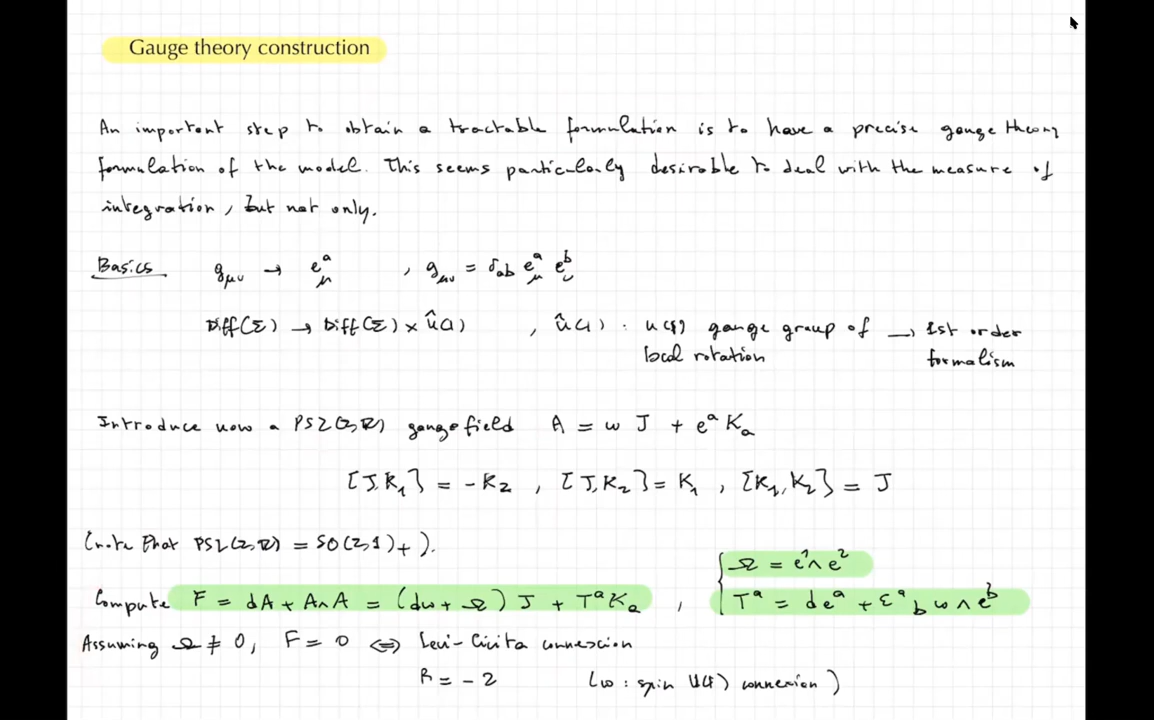 Gauge theory construction
An important step to obtain a tractable formulation is to have a precise gauge theory
formulation of the model. This seems particularly desirable to deal with the measure of
integration, but not only.
Basics g_μν → e^a_μ , g_μν = δ_ab e^a_μ e^b_ν
Diff(Σ) → Diff(Σ) × Û(1) , Û(1) : U(1) gauge group of → 1st order
local rotation formalism
Introduce now a PSL(2,R) gauge field A = ω J + e^a K_a
[J,K_1] = -K_2 , [J,K_2] = K_1 , [K_1,K_2] = J
(note that PSL(2,R) = SO(2,1)+ ).
Ω = e^1 ∧ e^2
Compute F = dA + A∧A = (dω + Ω) J + T^a K_a , T^a = de^a + ε^a_b ω ∧ e^b
Assuming Ω ≠ 0, F = 0 ⇔ Levi-Civita connexion
R = -2 (ω : spin U(1) connexion)